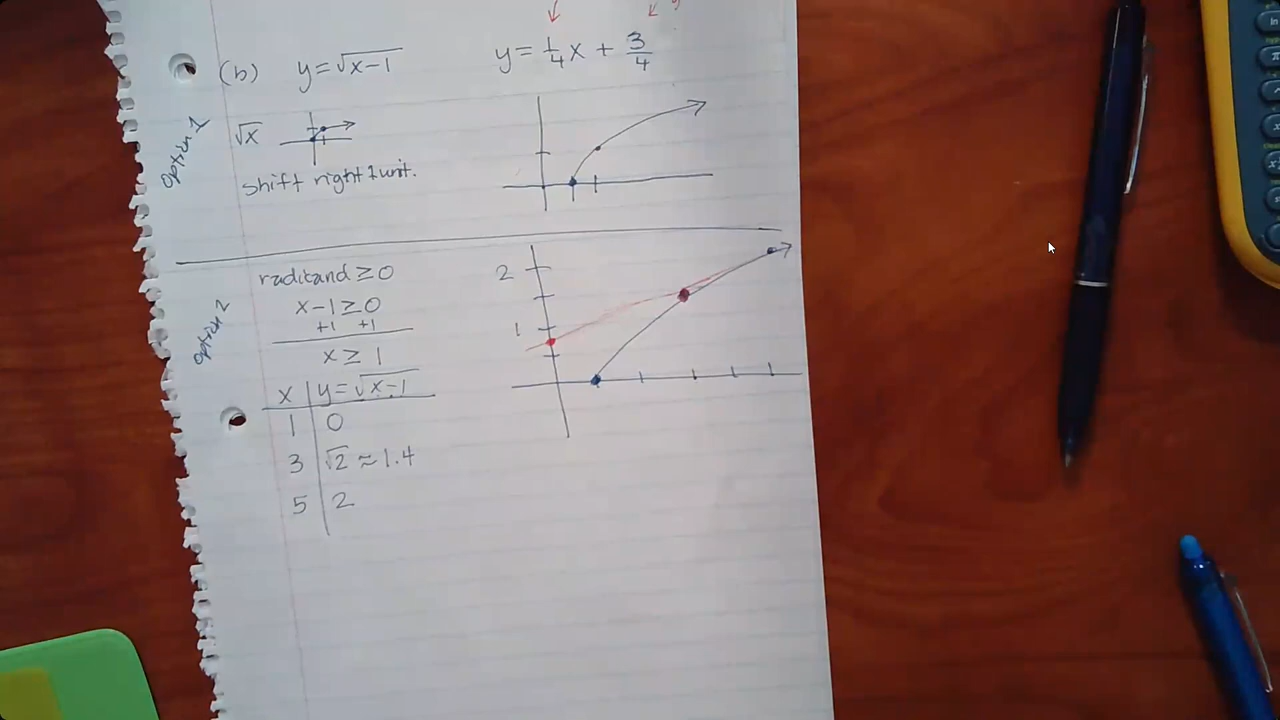 (b) y=√x-1 y=1/4x + 3/4
Option 1
√x
shift right 1 unit.
Option 2
radicand ≥ 0
x-1 ≥ 0
+1 +1
x ≥ 1
x y=√x-1
1 0
3 √2 ≈ 1.4
5 2
2
1